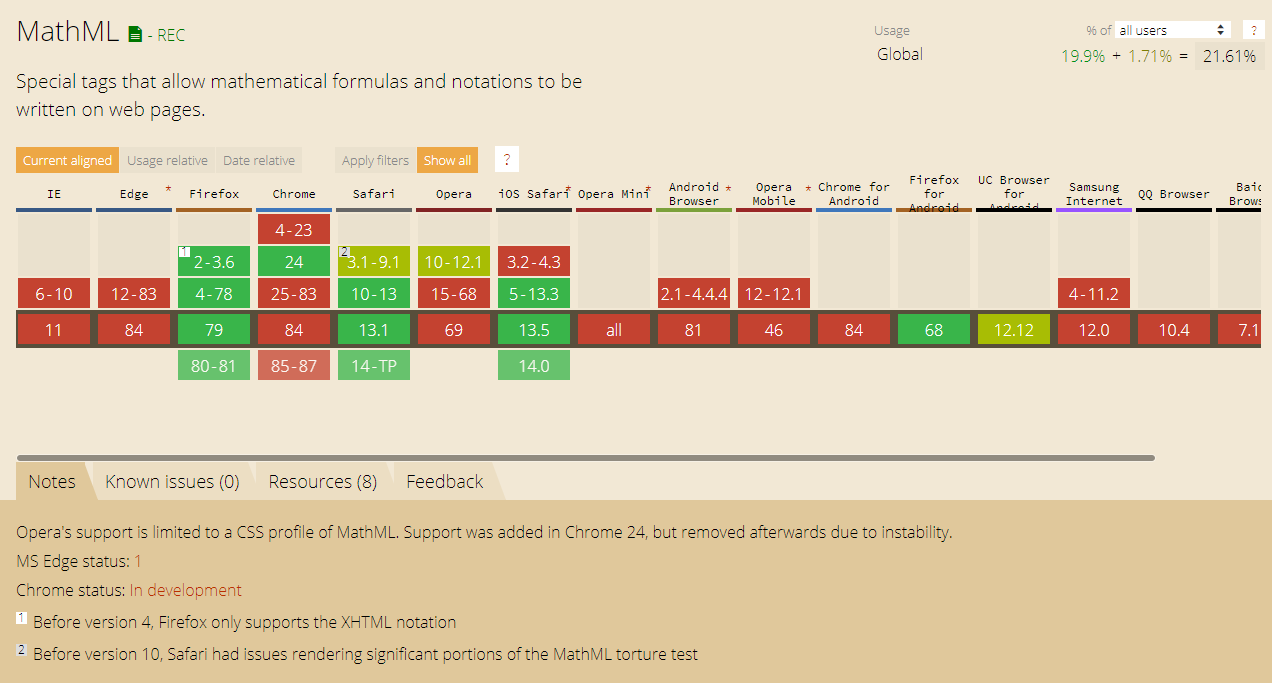 MathML - REC
Usage % of all users ?
Global 19.9% + 1.71% = 21.61%
Special tags that allow mathematical formulas and notations to be
written on web pages.
Current aligned Usage relative Date relative Apply filters Show all ?
IE Edge * Firefox Chrome Safari Opera iOS Safari * Opera Mini * Android Browser * Opera Mobile * Chrome for Android Firefox for Android UC Browser for Android Samsung Internet QQ Browser
4-23
1 2-3.6 24 2 3.1-9.1 10-12.1 3.2-4.3
6-10 12-83 4-78 25-83 10-13 15-68 5-13.3 2.1-4.4.4 12-12.1 4-11.2
11 84 79 84 13.1 69 13.5 all 81 46 84 68 12.12 12.0 10.4 7.1
80-81 85-87 14-TP 14.0
Notes Known issues (0) Resources (8) Feedback
Opera's support is limited to a CSS profile of MathML. Support was added in Chrome 24, but removed afterwards due to instability.
MS Edge status: 1
Chrome status: In development
1 Before version 4, Firefox only supports the XHTML notation
2 Before version 10, Safari had issues rendering significant portions of the MathML torture test